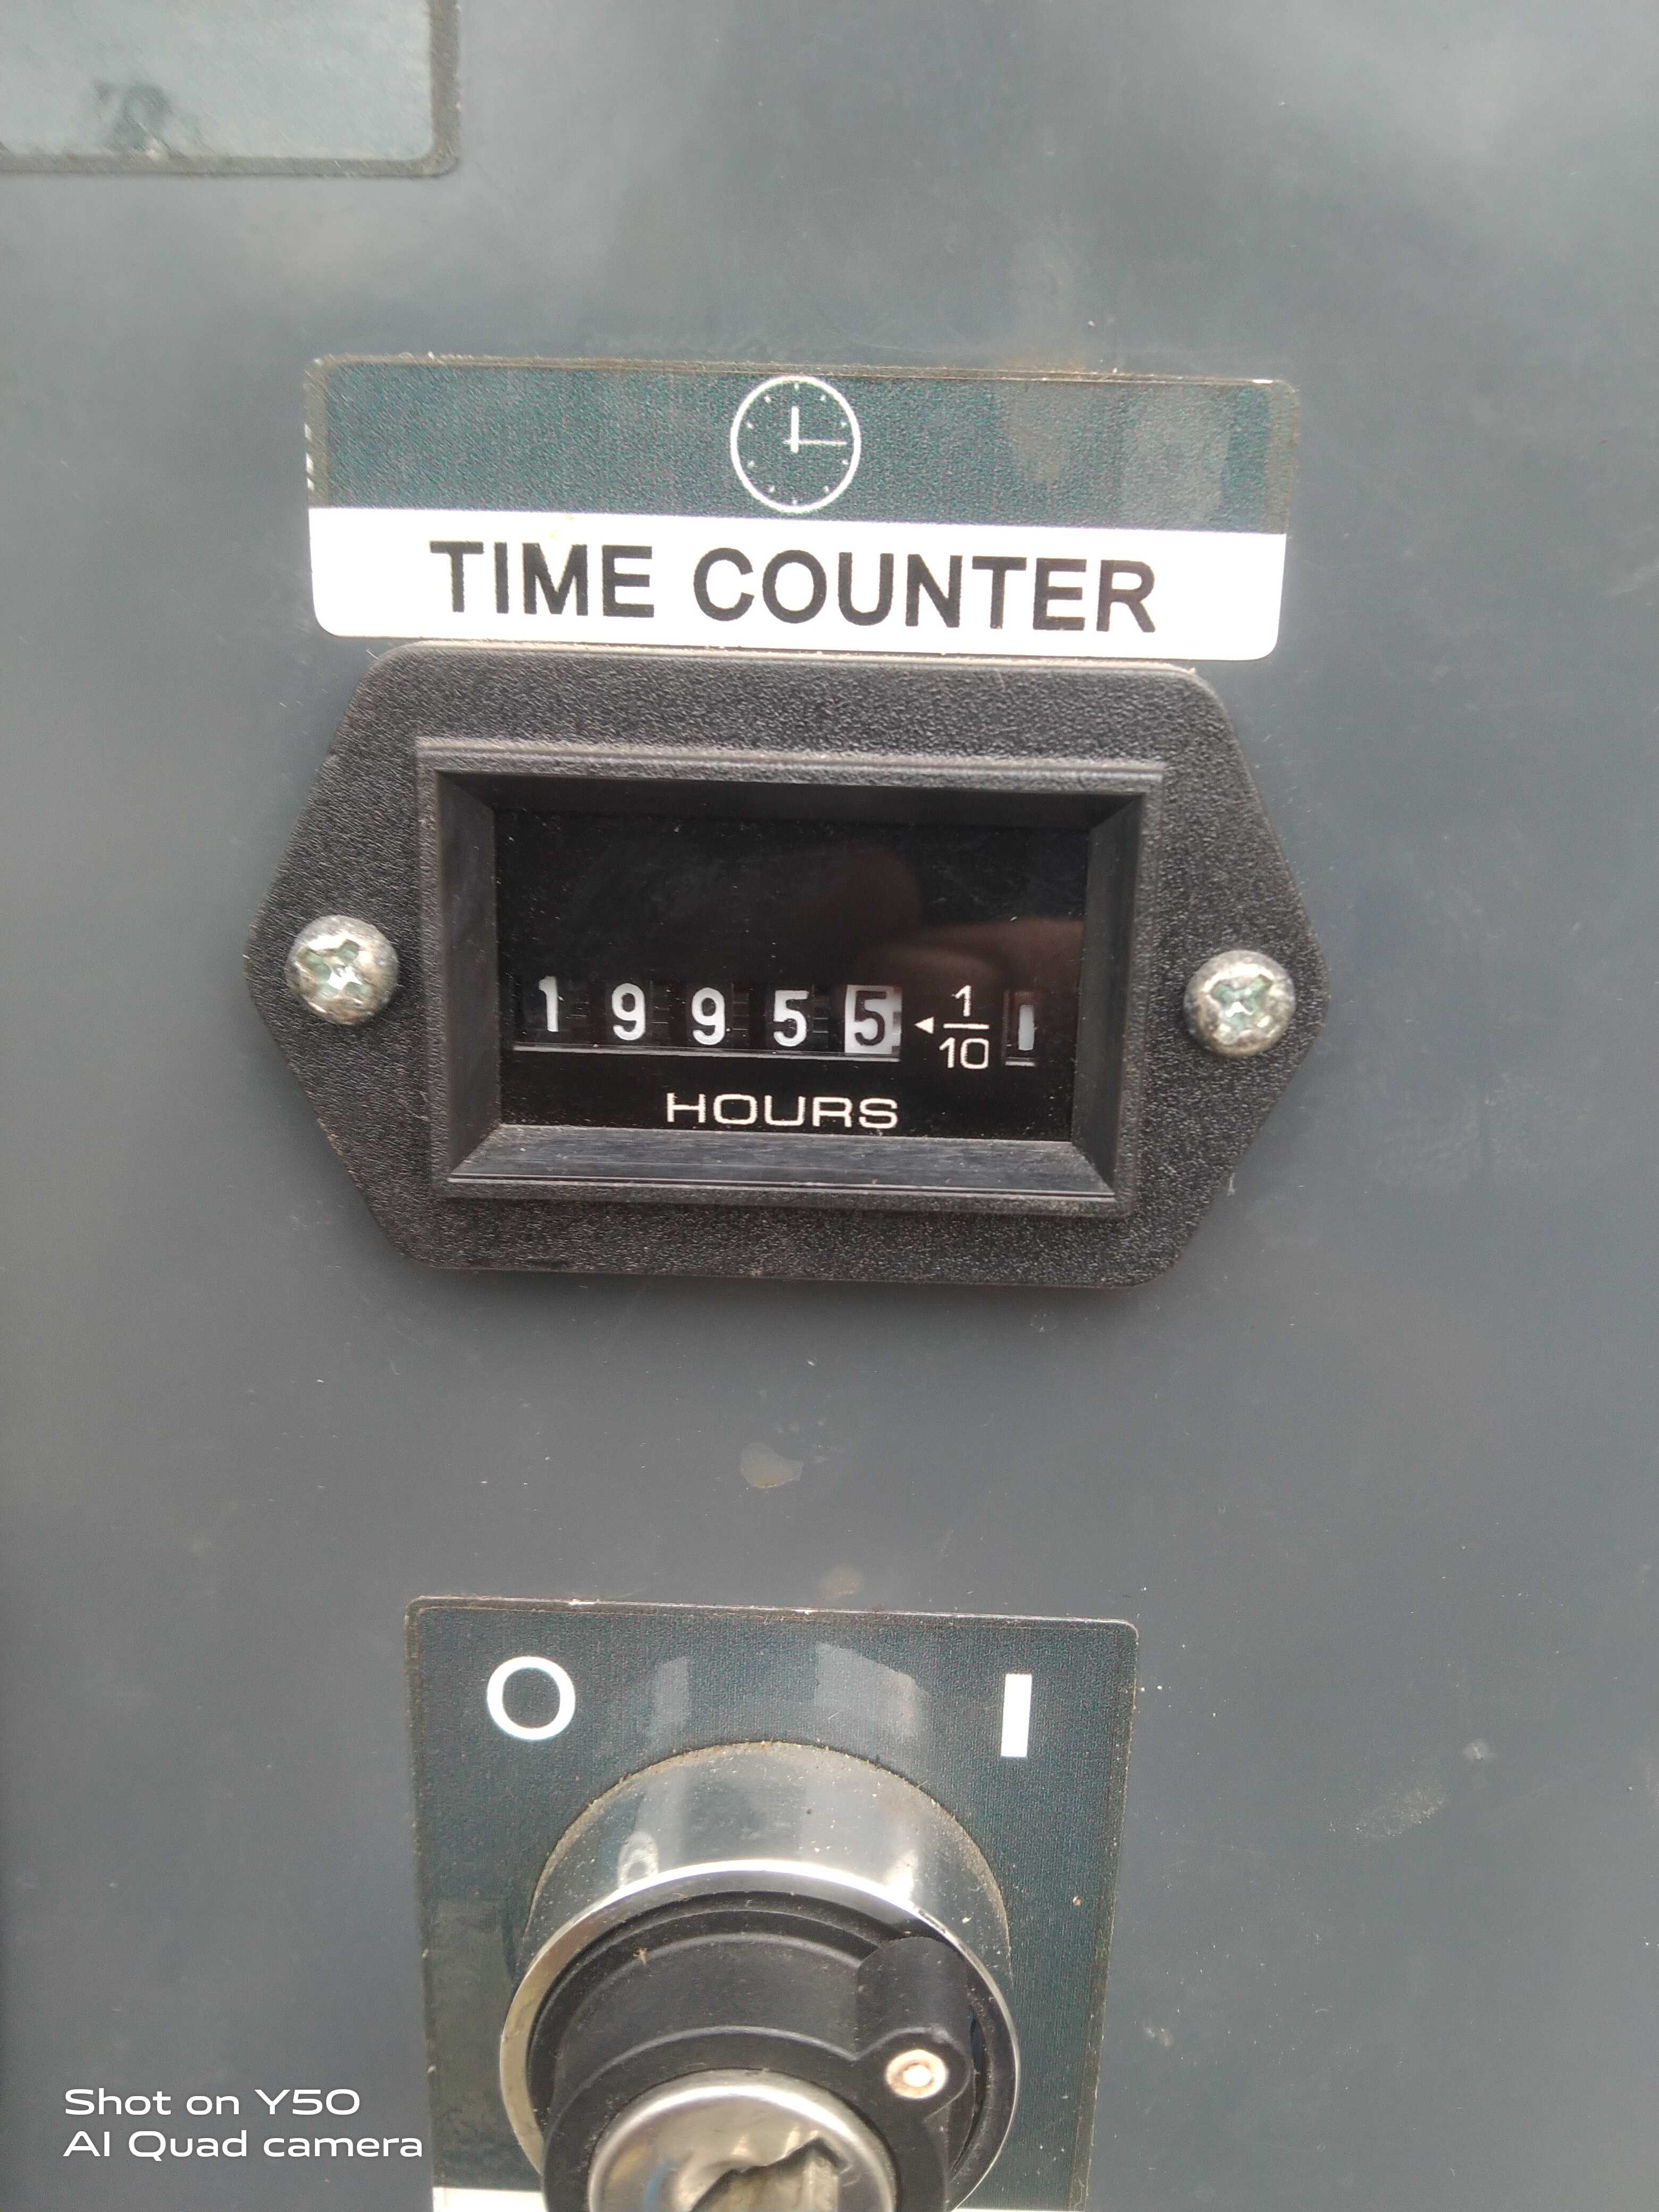 TIME COUNTER
19955 ◄ 1/10
HOURS
O I
Shot on Y50
AI Quad camera